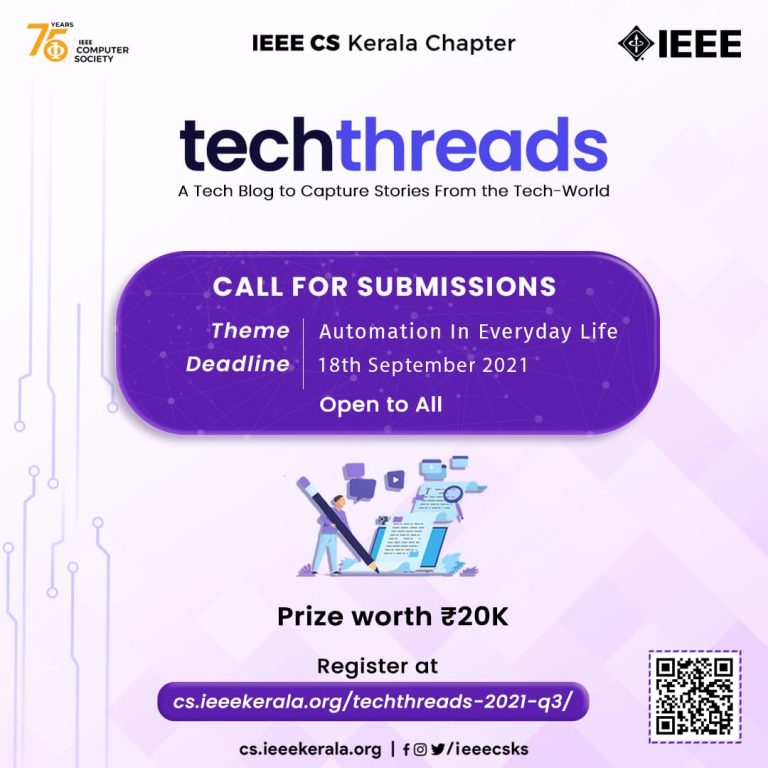 75 YEARS
IEEE
COMPUTER
SOCIETY
IEEE CS Kerala Chapter
IEEE
techthreads
A Tech Blog to Capture Stories From the Tech-World
CALL FOR SUBMISSIONS
Theme Automation In Everyday Life
Deadline 18th September 2021
Open to All
Prize worth ₹20K
Register at
cs.ieeekerala.org/techthreads-2021-q3/
cs.ieeekerala.org | /ieeecsks